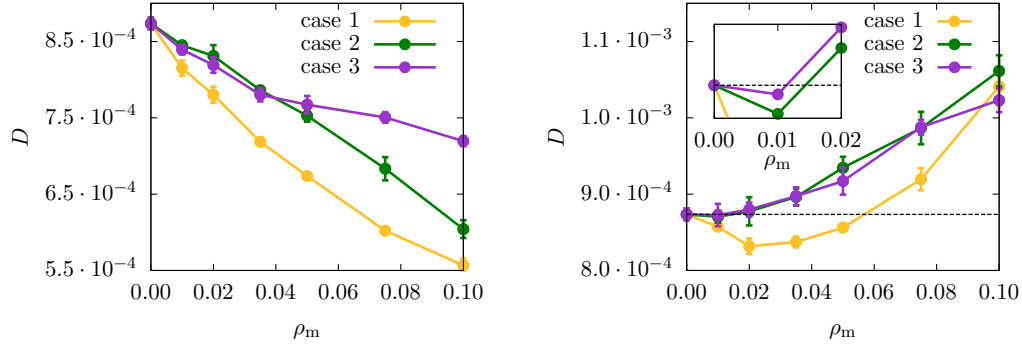 8.5 · 10⁻⁴
7.5 · 10⁻⁴
6.5 · 10⁻⁴
5.5 · 10⁻⁴
D
case 1
case 2
case 3
0.00 0.02 0.04 0.06 0.08 0.10
ρm
1.1 · 10⁻³
1.0 · 10⁻³
9.0 · 10⁻⁴
8.0 · 10⁻⁴
D
case 1
case 2
case 3
0.00 0.01 0.02
ρm
0.00 0.02 0.04 0.06 0.08 0.10
ρm